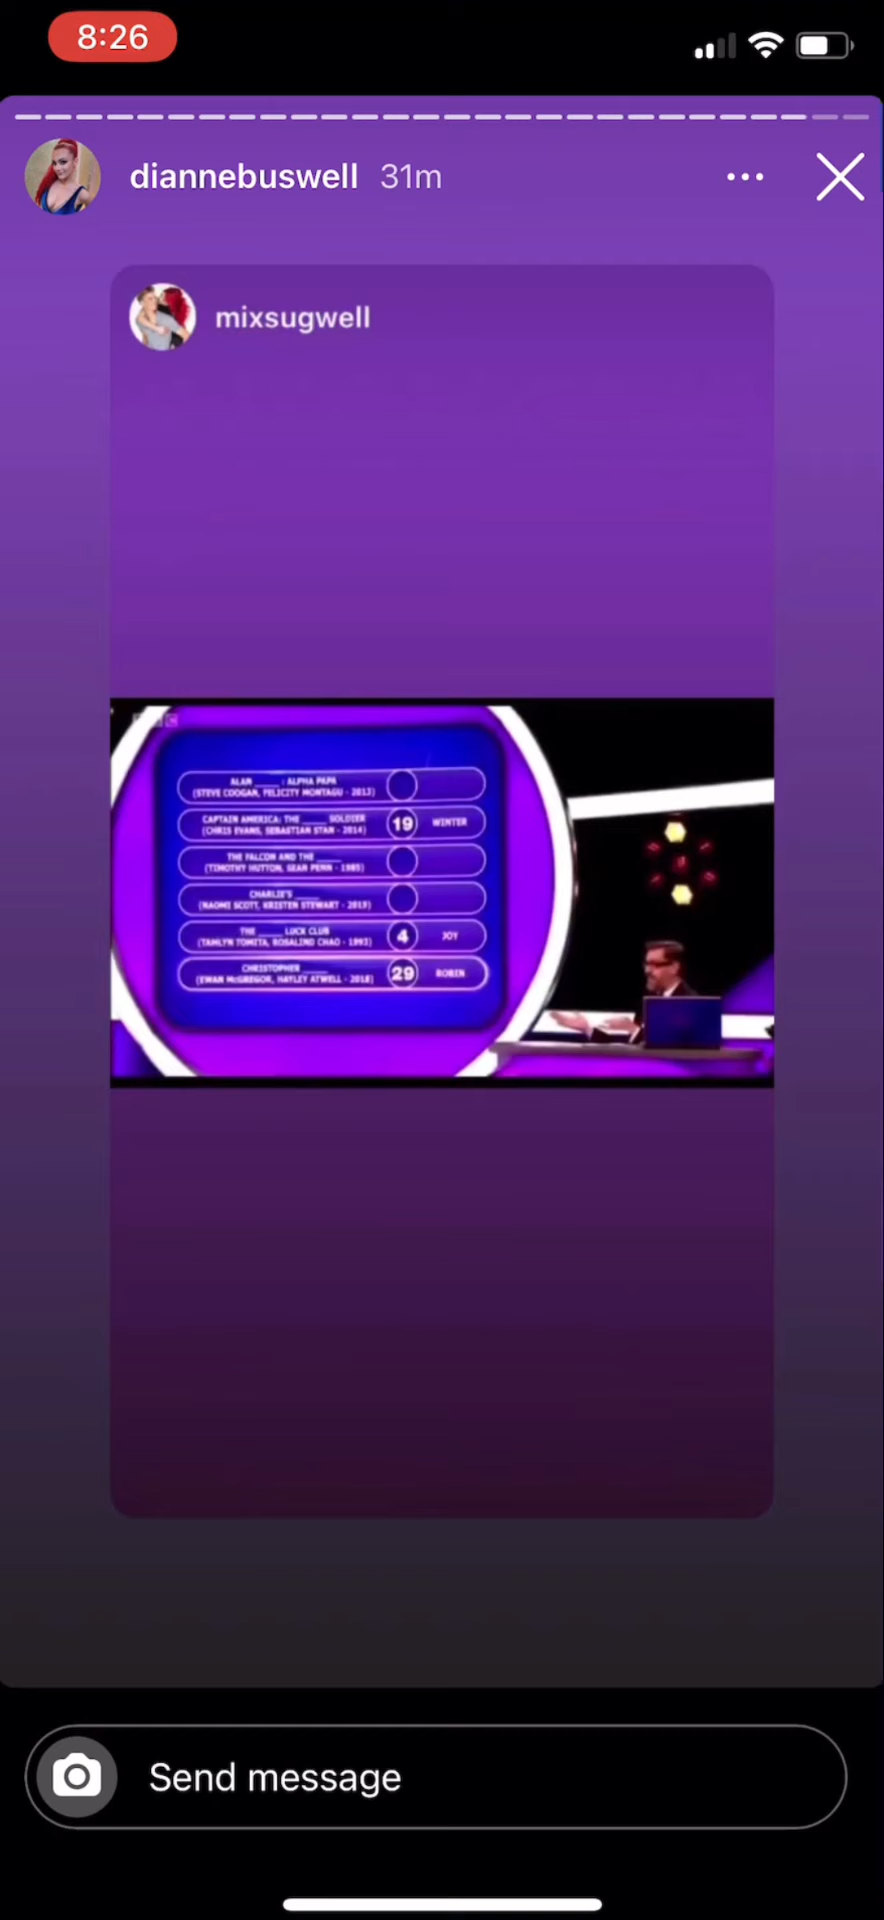 8:26
diannebuswell 31m
mixsugwell
ALAN ____: ALPHA PAPA
(STEVE COOGAN, FELICITY MONTAGU - 2013)
CAPTAIN AMERICA: THE ____ SOLDIER
(CHRIS EVANS, SEBASTIAN STAN - 2014)
19 WINTER
THE FALCON AND THE ____
(TIMOTHY HUTTON, SEAN PENN - 1985)
CHARLIE'S ____
(NAOMI SCOTT, KRISTEN STEWART - 2019)
THE ____ LUCK CLUB
(TAMLYN TOMITA, ROSALIND CHAO - 1993)
4 JOY
CHRISTOPHER ____
(EWAN McGREGOR, HAYLEY ATWELL - 2018)
29 ROBIN
Send message